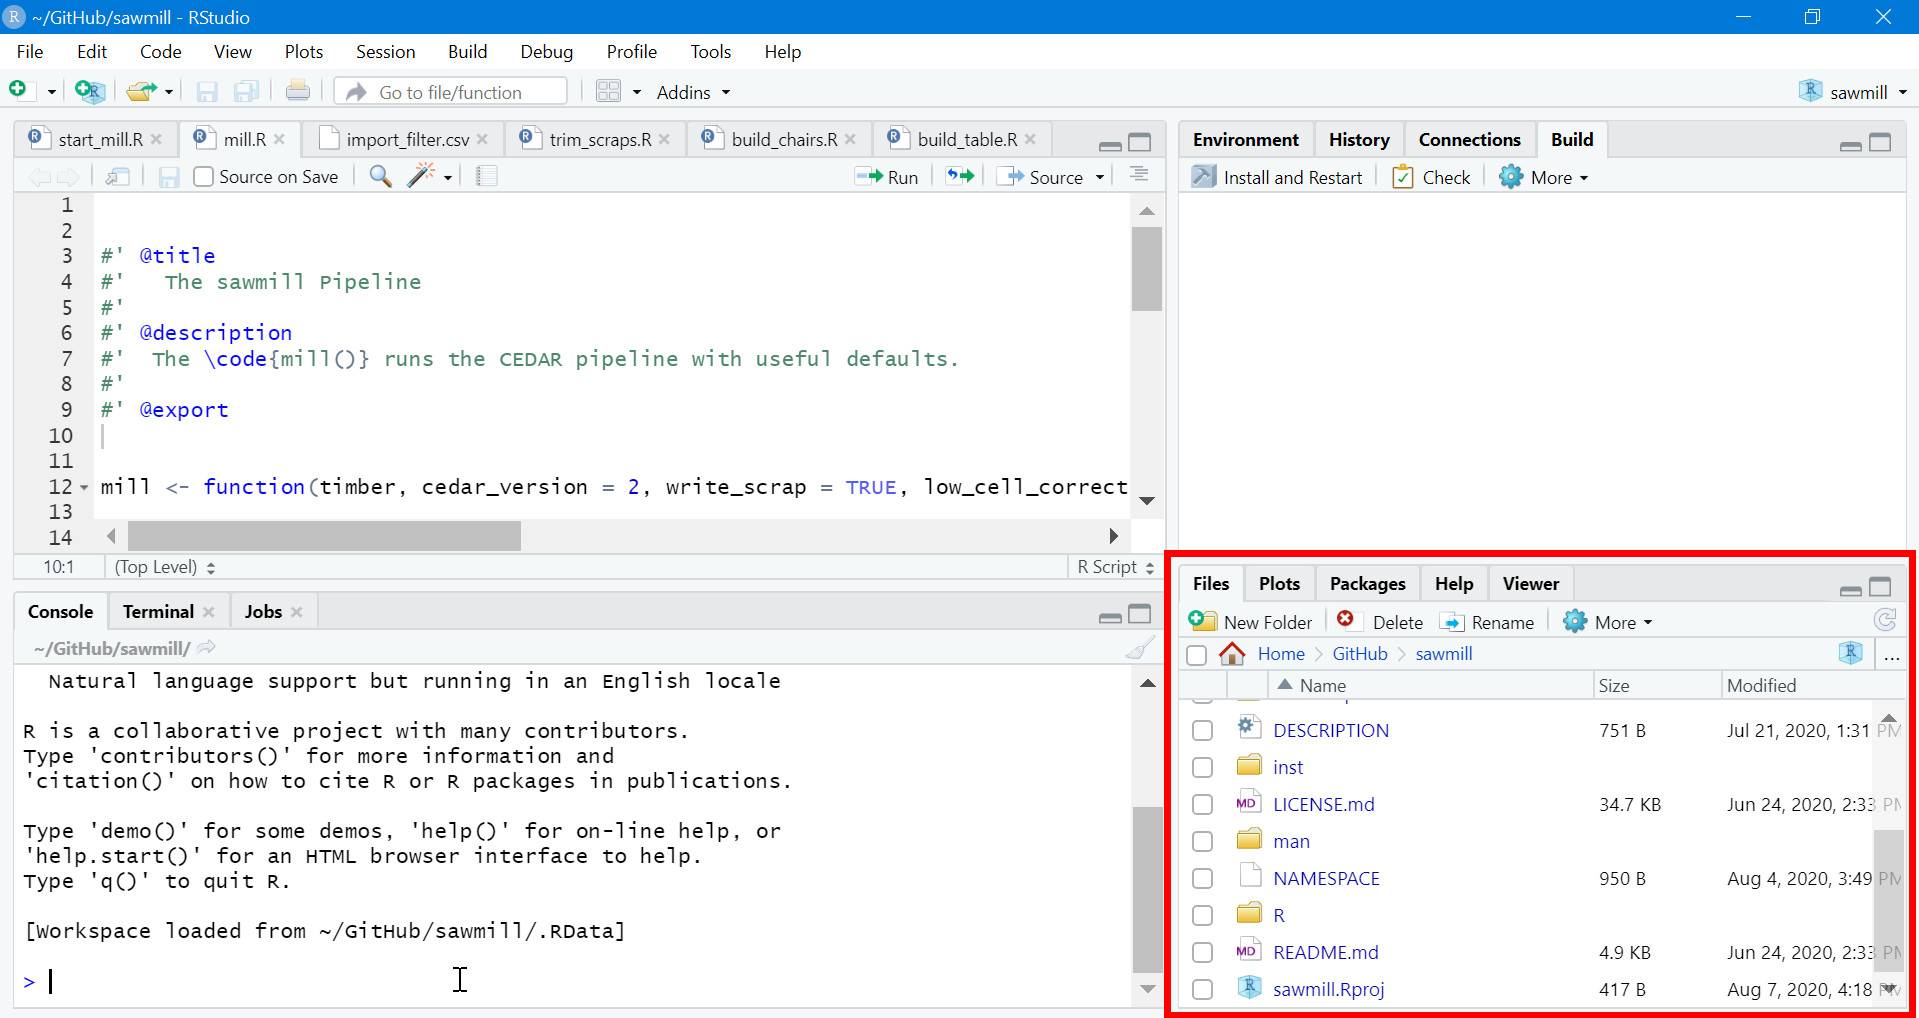 R ~/GitHub/sawmill - RStudio
File Edit Code View Plots Session Build Debug Profile Tools Help
Go to file/function Addins sawmill
start_mill.R mill.R import_filter.csv trim_scraps.R build_chairs.R build_table.R
Source on Save Run Source
1
2
3 #' @title
4 #'   The sawmill Pipeline
5 #'
6 #' @description
7 #'  The \code{mill()} runs the CEDAR pipeline with useful defaults.
8 #'
9 #' @export
10
11
12 mill <- function(timber, cedar_version = 2, write_scrap = TRUE, low_cell_correct
13
14
10:1 (Top Level) R Script
Console Terminal Jobs
~/GitHub/sawmill/
Natural language support but running in an English locale
R is a collaborative project with many contributors.
Type 'contributors()' for more information and
'citation()' on how to cite R or R packages in publications.
Type 'demo()' for some demos, 'help()' for on-line help, or
'help.start()' for an HTML browser interface to help.
Type 'q()' to quit R.
[Workspace loaded from ~/GitHub/sawmill/.RData]
>
Environment History Connections Build
Install and Restart Check More
Files Plots Packages Help Viewer
New Folder Delete Rename More
Home GitHub sawmill R ...
Name Size Modified
DESCRIPTION 751 B Jul 21, 2020, 1:31 PM
inst
MD LICENSE.md 34.7 KB Jun 24, 2020, 2:33 PM
man
NAMESPACE 950 B Aug 4, 2020, 3:49 PM
R
MD README.md 4.9 KB Jun 24, 2020, 2:33 PM
sawmill.Rproj 417 B Aug 7, 2020, 4:18 PM